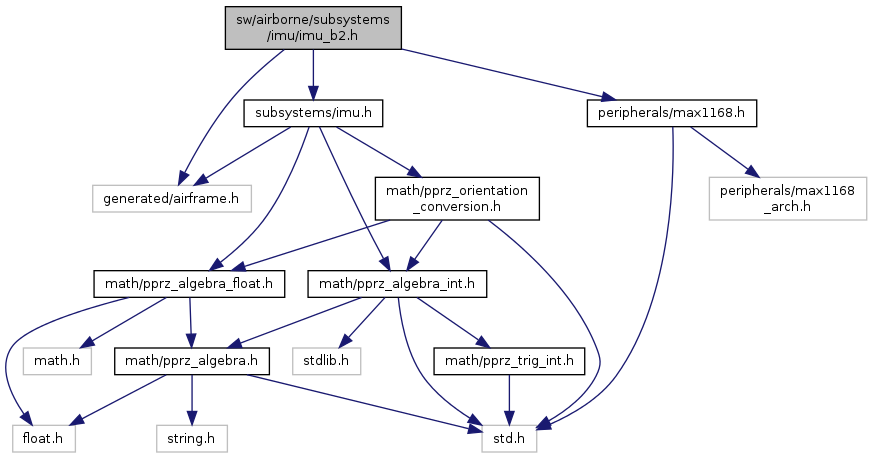 sw/airborne/subsystems
/imu/imu_b2.h
subsystems/imu.h
peripherals/max1168.h
generated/airframe.h
math/pprz_orientation
_conversion.h
peripherals/max1168
_arch.h
math/pprz_algebra_float.h
math/pprz_algebra_int.h
math.h
math/pprz_algebra.h
stdlib.h
math/pprz_trig_int.h
float.h
string.h
std.h